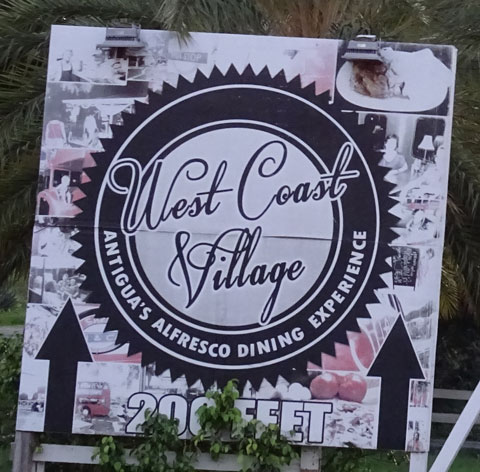 West Coast
Village
ANTIGUA'S ALFRESCO DINING EXPERIENCE
200 FEET